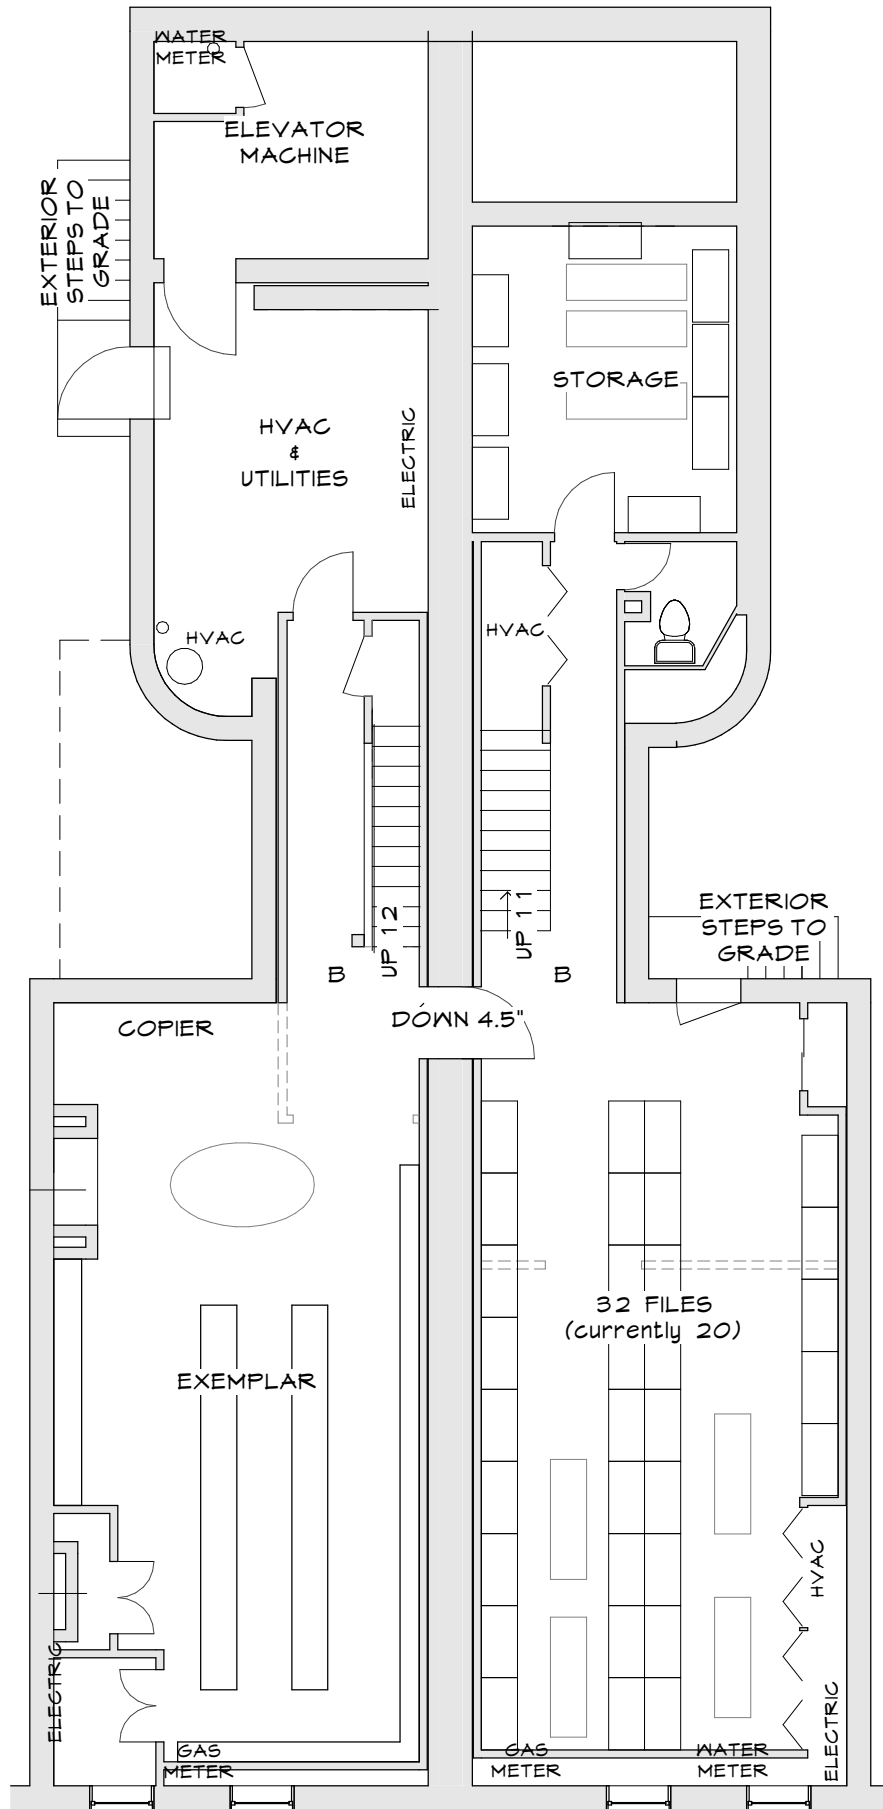 WATER
METER
ELEVATOR
MACHINE
EXTERIOR
STEPS TO
GRADE
STORAGE
HVAC
&
UTILITIES
ELECTRIC
HVAC
HVAC
UP 12
UP 11
EXTERIOR
STEPS TO
GRADE
B
B
COPIER
DOWN 4.5"
32 FILES
(currently 20)
EXEMPLAR
HVAC
ELECTRIC
ELECTRIC
GAS
METER
GAS
METER
WATER
METER